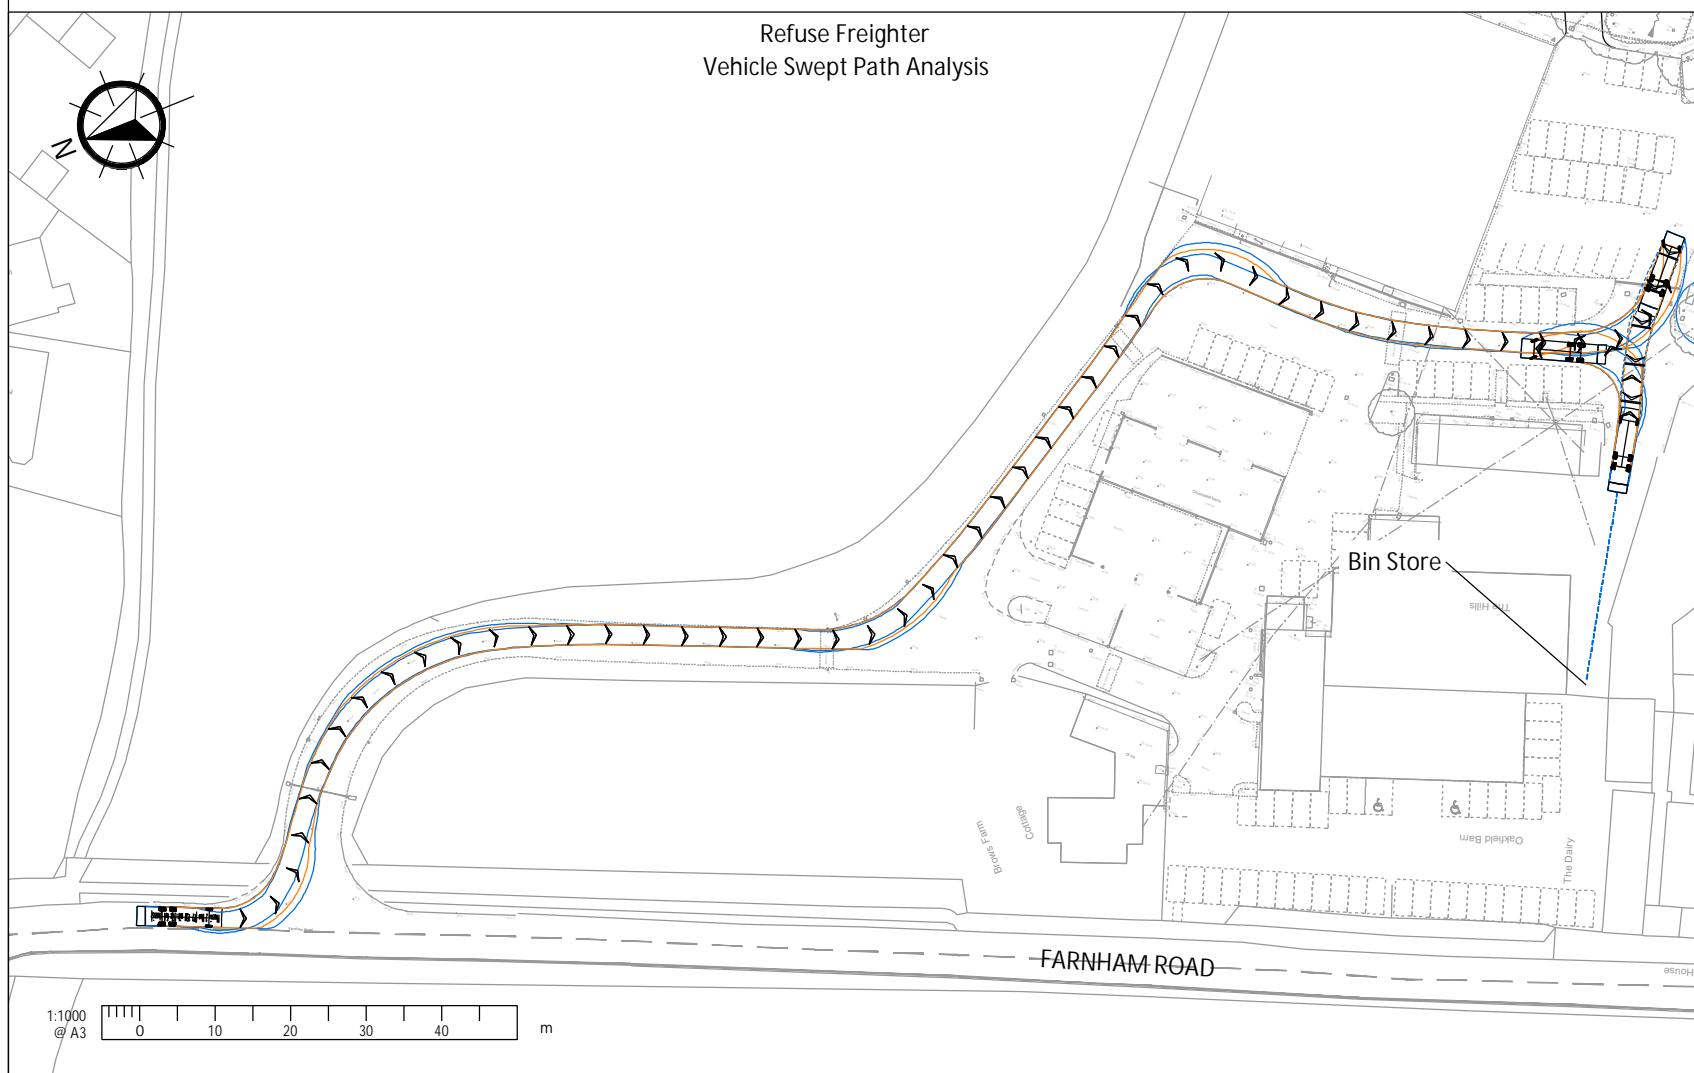 Refuse Freighter
Vehicle Swept Path Analysis
N
Bin Store
The Hills
Brows Farm
Cottage
Oakfield Barn
The Dairy
FARNHAM ROAD
House
1:1000
@ A3
0 10 20 30 40 m